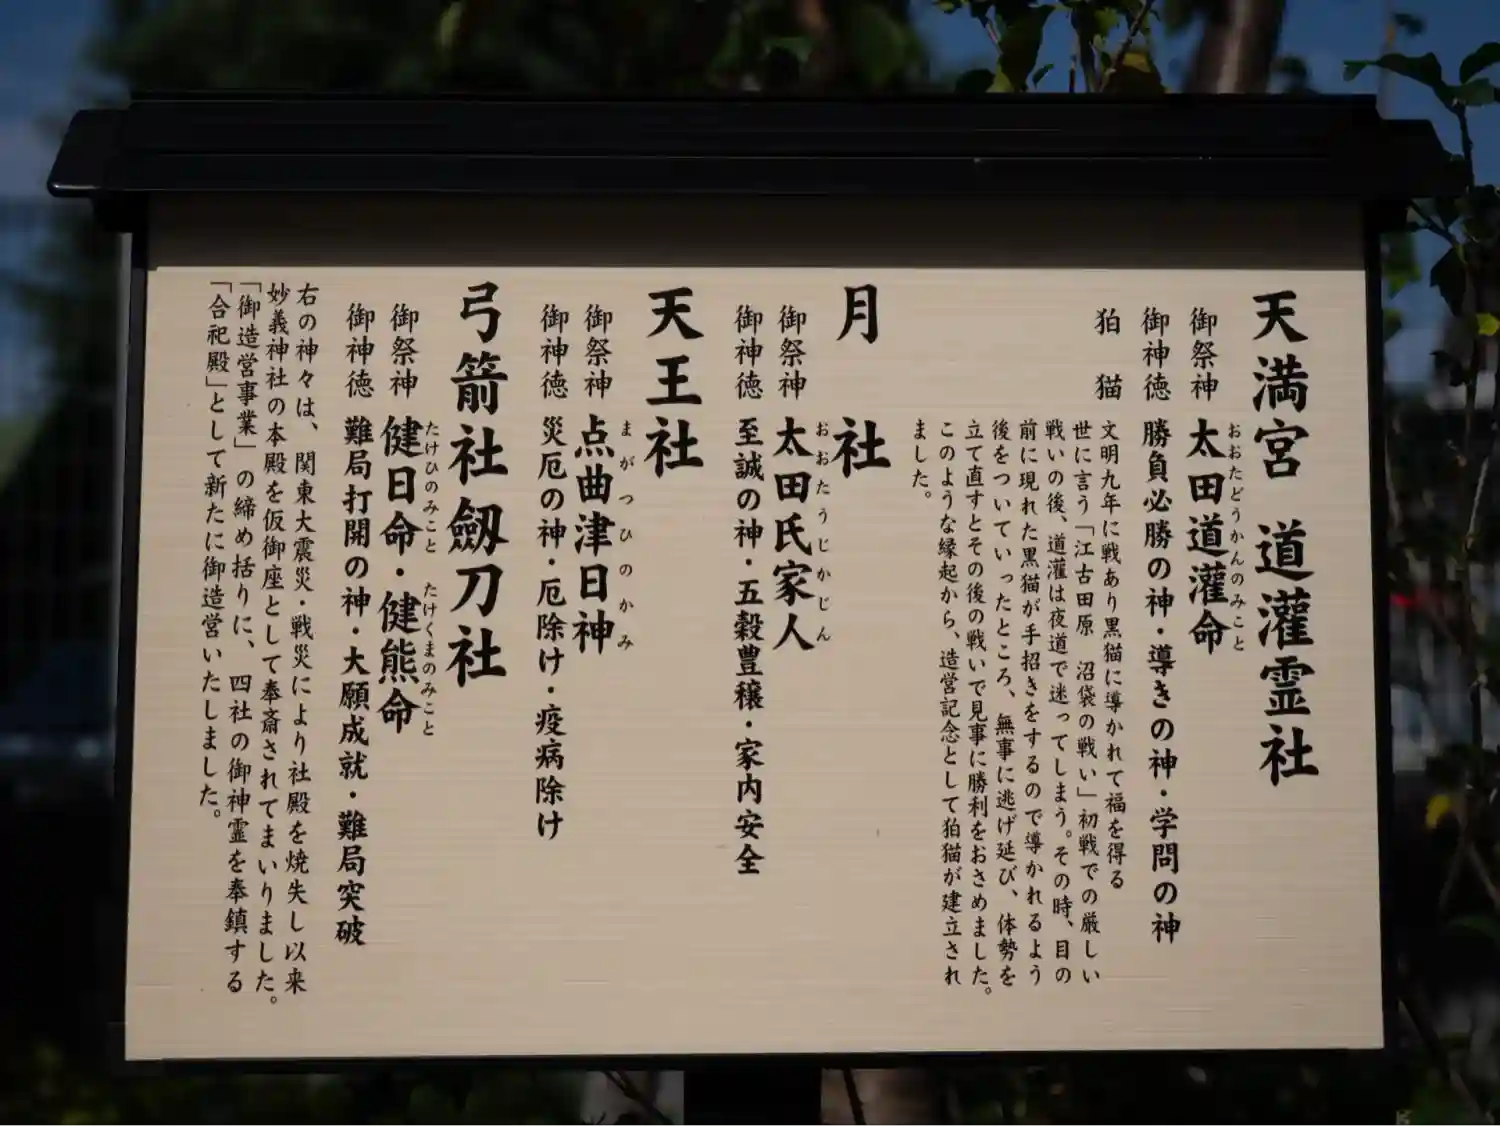 天満宮 道灌霊社
御祭神 太田道灌命
おおたどうかんのみこと
御神徳 勝負必勝の神・導きの神・学問の神
狛猫 文明九年に戦あり黒猫に導かれて福を得る
世に言う「江古田原 沼袋の戦い」初戦での厳しい
戦いの後、道灌は夜道で迷ってしまう。その時、目の
前に現れた黒猫が手招きをするので導かれるよう
後をついていったところ、無事に逃げ延び、体勢を
立て直すとその後の戦いで見事に勝利をおさめました。
このような縁起から、造営記念として狛猫が建立され
ました。
月社
御祭神 太田氏家人
おおたうじかじん
御神徳 至誠の神・五穀豊穣・家内安全
天王社
御祭神 点曲津日神
まがつひのかみ
御神徳 災厄の神・厄除け・疫病除け
弓箭社劔刀社
御祭神 健日命・健熊命
たけひのみこと たけくまのみこと
御神徳 難局打開の神・大願成就・難局突破
右の神々は、関東大震災・戦災により社殿を焼失し以来
妙義神社の本殿を仮御座として奉斎されてまいりました。
「御造営事業」の締め括りに、四社の御神霊を奉鎮する
「合祀殿」として新たに御造営いたしました。